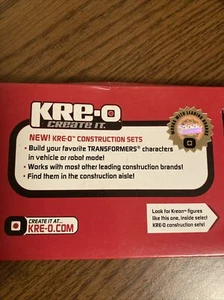 KRE-O
CREATE IT.
NEW! KRE-O™ CONSTRUCTION SETS
• Build your favorite TRANSFORMERS® characters
in vehicle or robot mode!
• Works with most other leading construction brands!
• Find them in the construction aisle!
CREATE IT AT...
KRE-O.COM
Look for Kreon® figures
like this one, inside select
KRE-O construction sets!